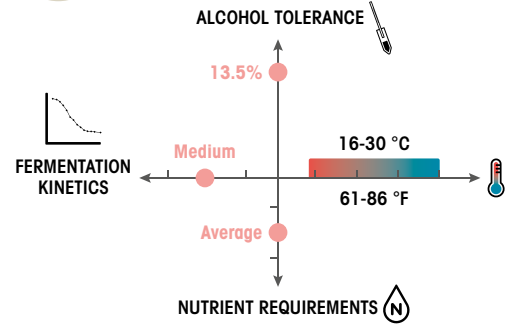 ALCOHOL TOLERANCE
13.5%
Medium
16-30 °C
FERMENTATION
KINETICS
61-86 °F
Average
NUTRIENT REQUIREMENTS
N